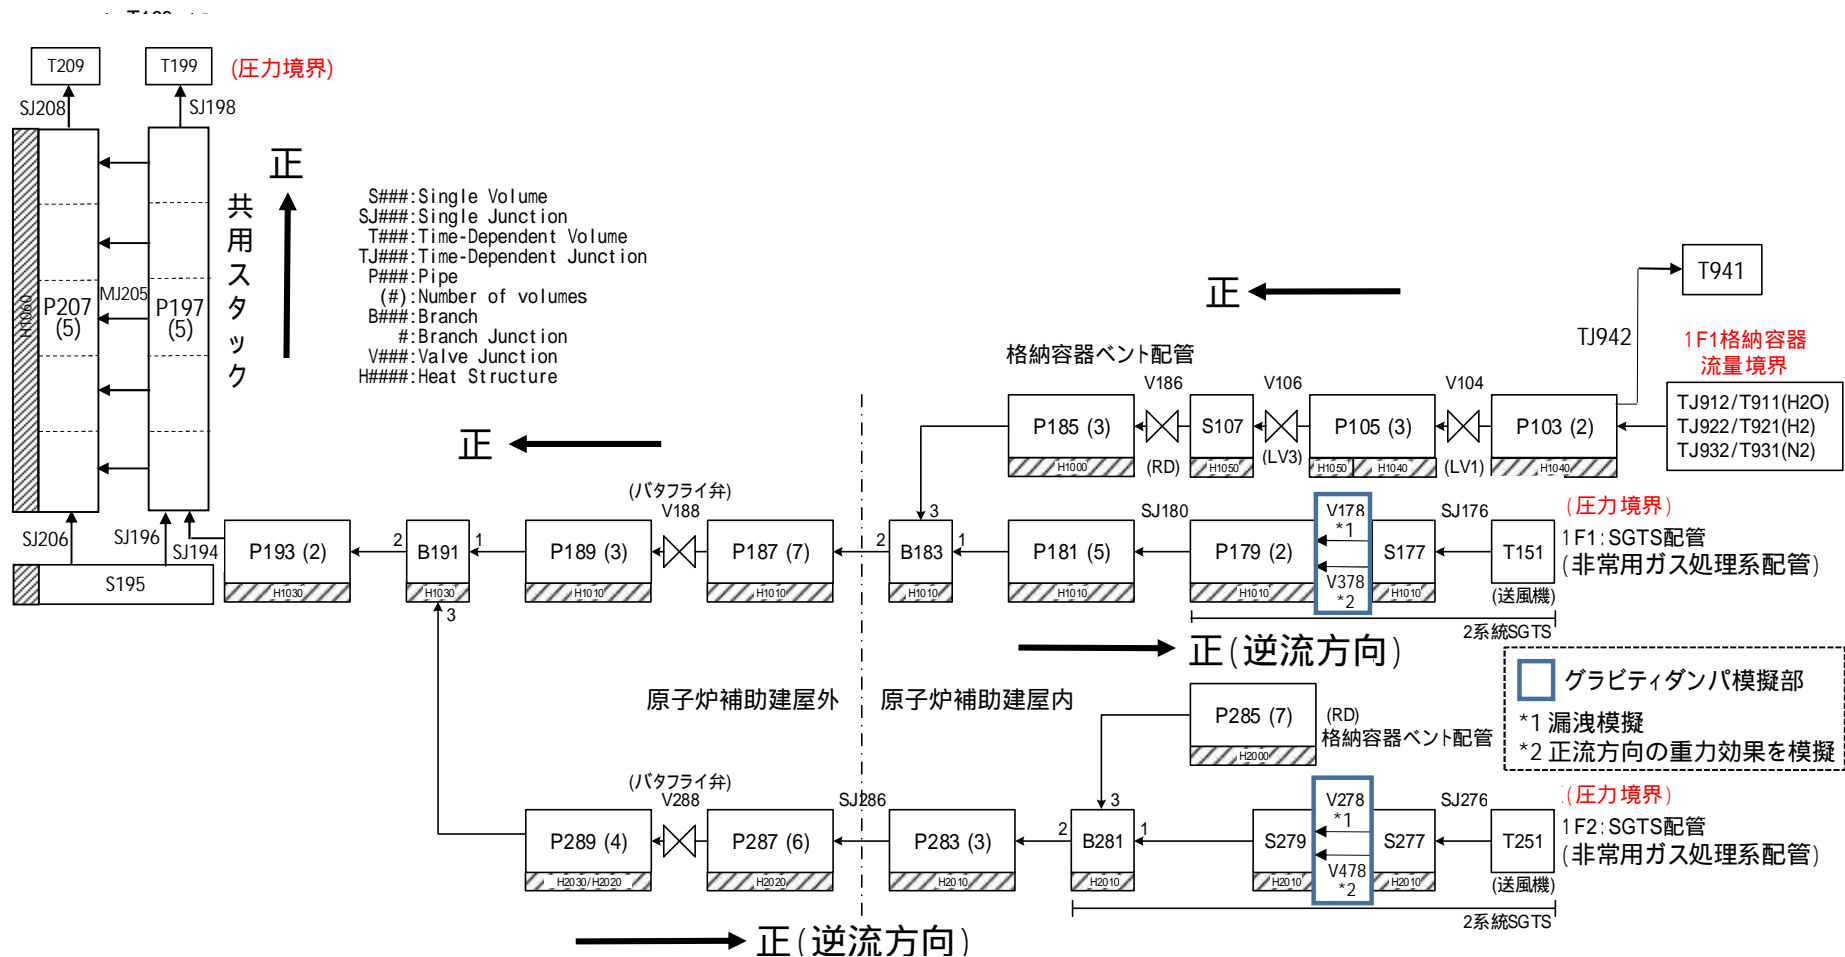 T209
T199
(圧力境界)
SJ208
SJ198
正
共用スタック
S###:Single Volume
SJ###:Single Junction
T###:Time-Dependent Volume
TJ###:Time-Dependent Junction
P###:Pipe
(#):Number of volumes
B###:Branch
#:Branch Junction
V###:Valve Junction
H####:Heat Structure
H1060
P207
(5)
MJ205
P197
(5)
SJ206
SJ196
SJ194
S195
正
T941
TJ942
1F1格納容器
流量境界
TJ912/T911(H2O)
TJ922/T921(H2)
TJ932/T931(N2)
格納容器ベント配管
V186
V106
V104
P185 (3)
S107
P105 (3)
P103 (2)
H1000
(RD)
H1050
(LV3)
H1050
H1040
(LV1)
H1040
正
(バタフライ弁)
V188
3
SJ180
V178
*1
SJ176
(圧力境界)
1F1:SGTS配管
(非常用ガス処理系配管)
P193 (2)
2
B191
1
P189 (3)
P187 (7)
2
B183
1
P181 (5)
P179 (2)
S177
T151
H1030
H1030
H1010
H1010
H1010
H1010
H1010
V378
*2
H1010
(送風機)
2系統SGTS
3
正(逆流方向)
原子炉補助建屋外
原子炉補助建屋内
グラビティダンパ模擬部
*1 漏洩模擬
*2 正流方向の重力効果を模擬
P285 (7)
(RD)
格納容器ベント配管
H2000
(バタフライ弁)
V288
SJ286
3
V278
*1
SJ276
(圧力境界)
1F2:SGTS配管
(非常用ガス処理系配管)
P289 (4)
P287 (6)
P283 (3)
2
B281
1
S279
S277
T251
H2030/H2020
H2020
H2010
H2010
H2010
V478
*2
H2010
(送風機)
2系統SGTS
正(逆流方向)